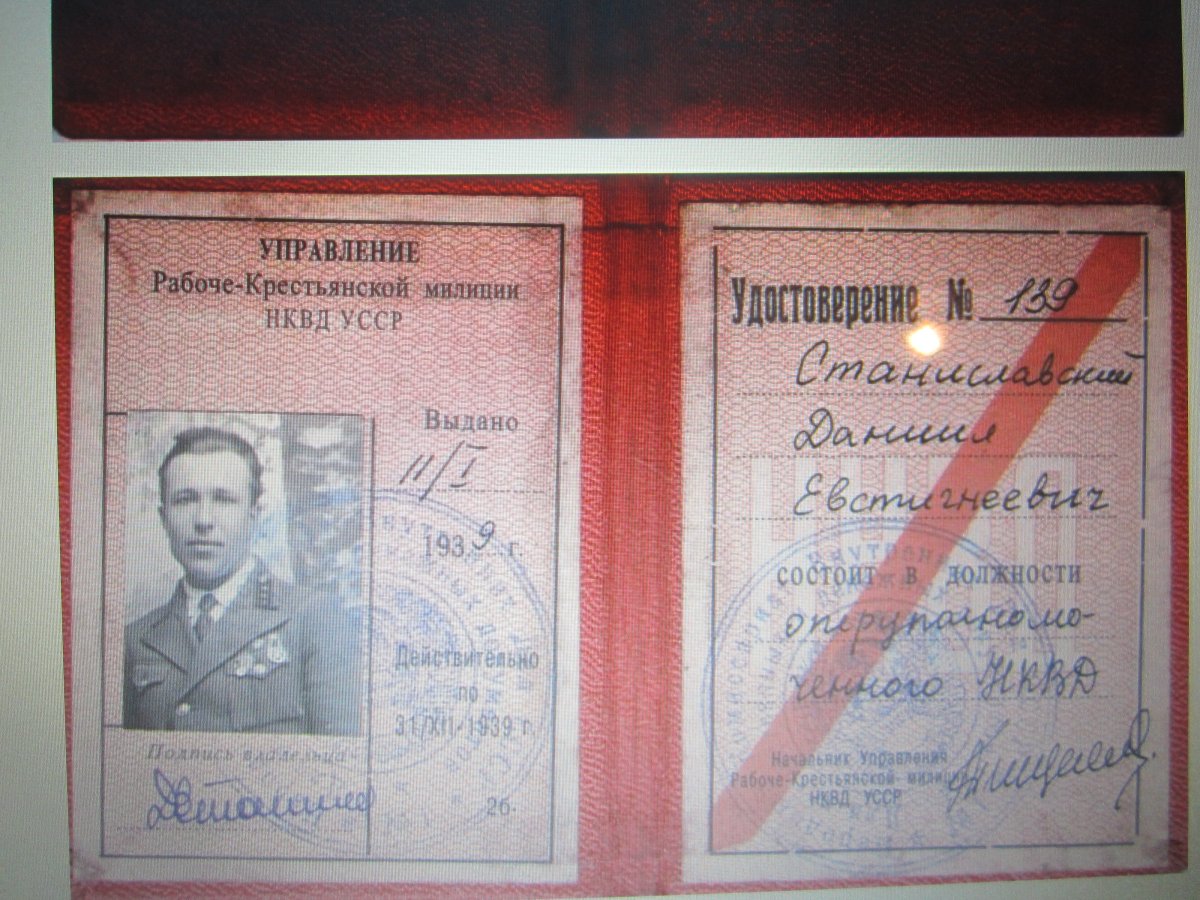 УПРАВЛЕНИЕ
Рабоче-Крестьянской милиции
НКВД УССР
Выдано
11/I
1939 г.
Действительно
по
31/XII-1939 г.
Подпись владельца
26.
Удостоверение № 139
Станиславский
Даниил
Евстигнеевич
состоит в должности
оперуполномо-
ченного НКВД
Начальник Управления
Рабоче-Крестьянской милиции
НКВД УССР